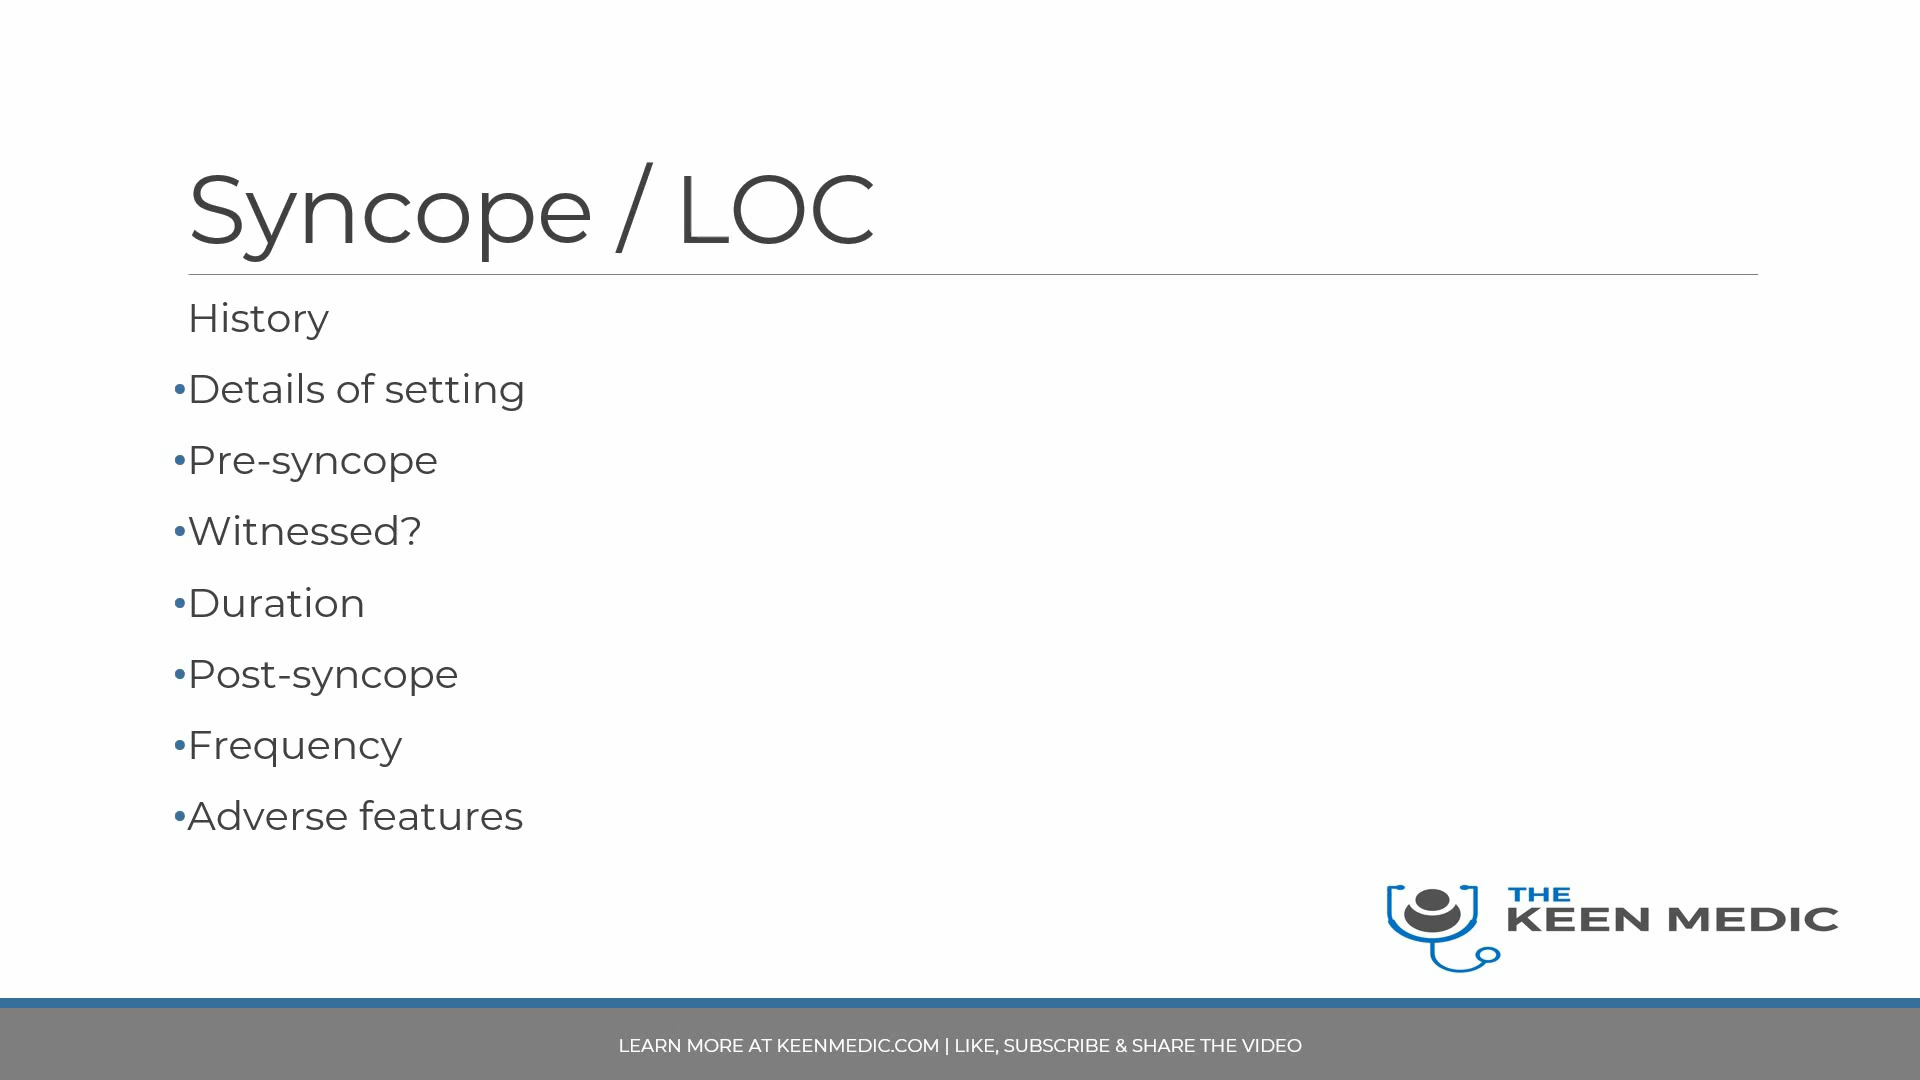 Syncope / LOC
History
•Details of setting
•Pre-syncope
•Witnessed?
•Duration
•Post-syncope
•Frequency
•Adverse features
THE
KEEN MEDIC
LEARN MORE AT KEENMEDIC.COM | LIKE, SUBSCRIBE & SHARE THE VIDEO